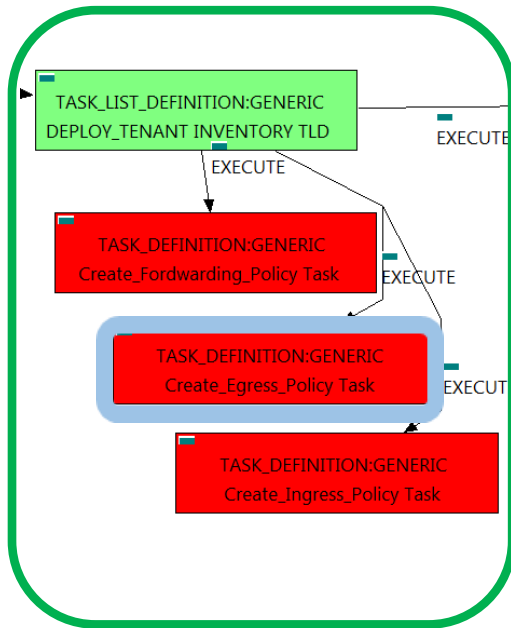 TASK_LIST_DEFINITION:GENERIC
DEPLOY_TENANT INVENTORY TLD
EXECUTE
EXECUTE
TASK_DEFINITION:GENERIC
Create_Fordwarding_Policy Task
EXECUTE
TASK_DEFINITION:GENERIC
Create_Egress_Policy Task
EXECUT
TASK_DEFINITION:GENERIC
Create_Ingress_Policy Task